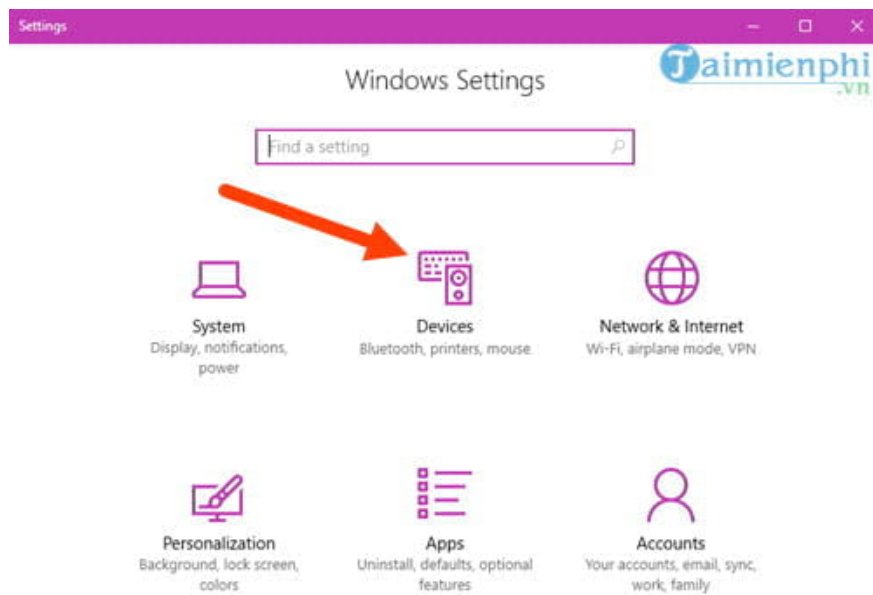 Settings
Taimienphi
.vn
Windows Settings
Find a setting
System
Display, notifications,
power
Devices
Bluetooth, printers, mouse
Network & Internet
Wi-Fi, airplane mode, VPN
Personalization
Background, lock screen,
colors
Apps
Uninstall, defaults, optional
features
Accounts
Your accounts, email, sync,
work, family